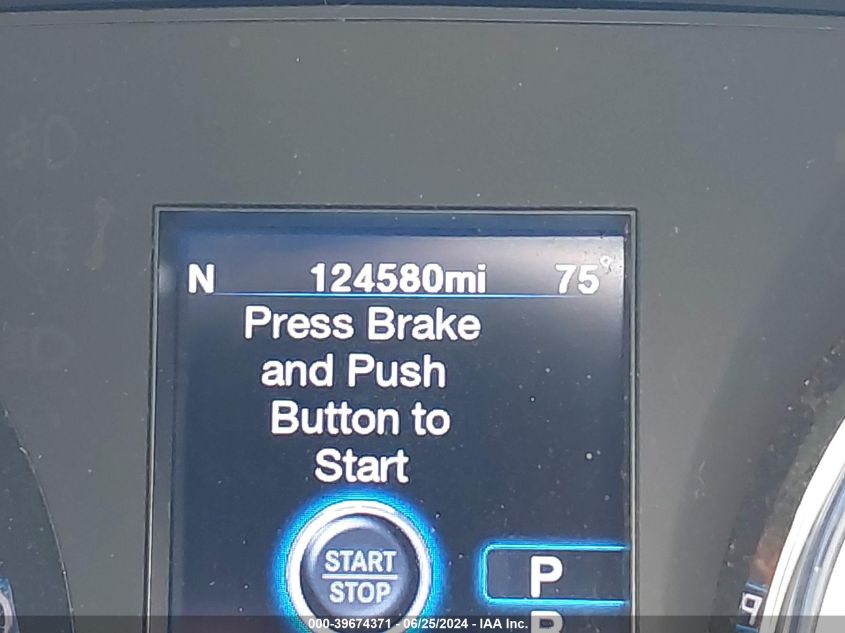 N 124580mi 75°
Press Brake
and Push
Button to
Start
START
STOP
P
R
000-39674371 - 06/25/2024 - IAA Inc.